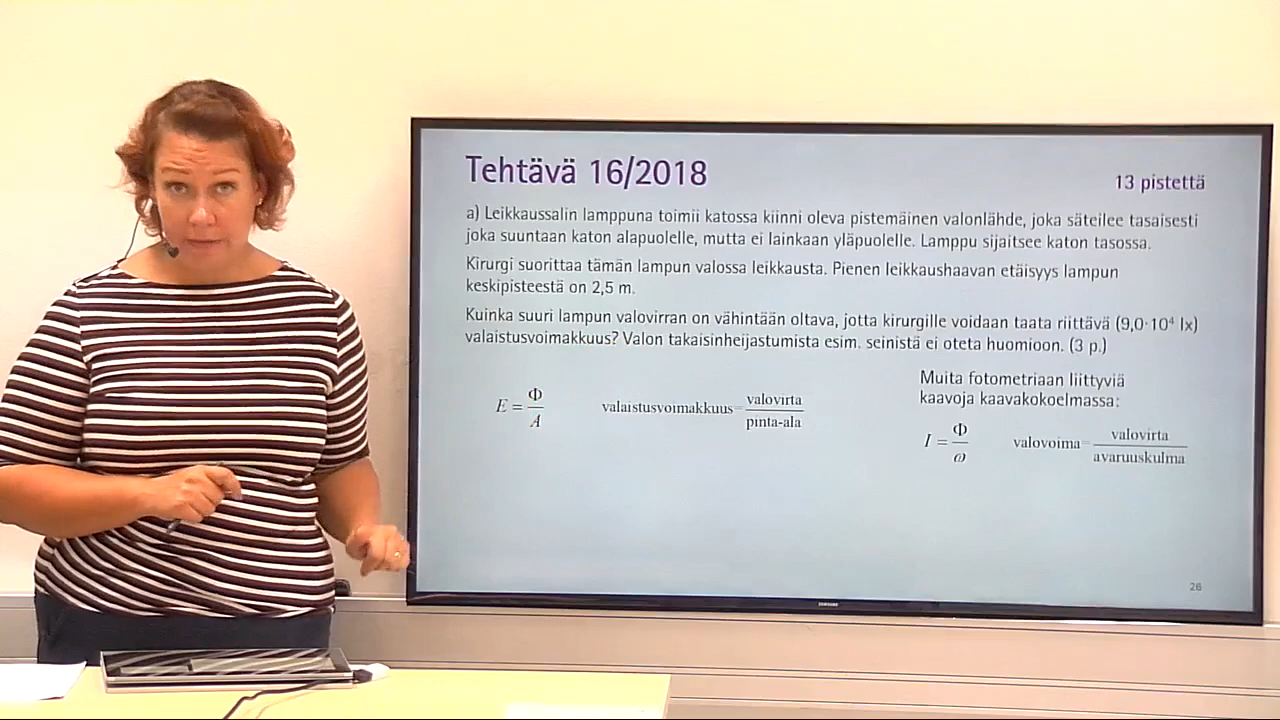 Tehtävä 16/2018
13 pistettä
a) Leikkaussalin lamppuna toimii katossa kiinni oleva pistemäinen valonlähde, joka säteilee tasaisesti
joka suuntaan katon alapuolelle, mutta ei lainkaan yläpuolelle. Lamppu sijaitsee katon tasossa.
Kirurgi suorittaa tämän lampun valossa leikkausta. Pienen leikkaushaavan etäisyys lampun
keskipisteestä on 2,5 m.
Kuinka suuri lampun valovirran on vähintään oltava, jotta kirurgille voidaan taata riittävä (9,0·10⁴ lx)
valaistusvoimakkuus? Valon takaisinheijastumista esim. seinistä ei oteta huomioon. (3 p.)
E = Φ/A
valaistusvoimakkuus = valovirta/pinta-ala
Muita fotometriaan liittyviä
kaavoja kaavakokoelmassa:
I = Φ/ω
valovoima = valovirta/avaruuskulma
26
SAMSUNG